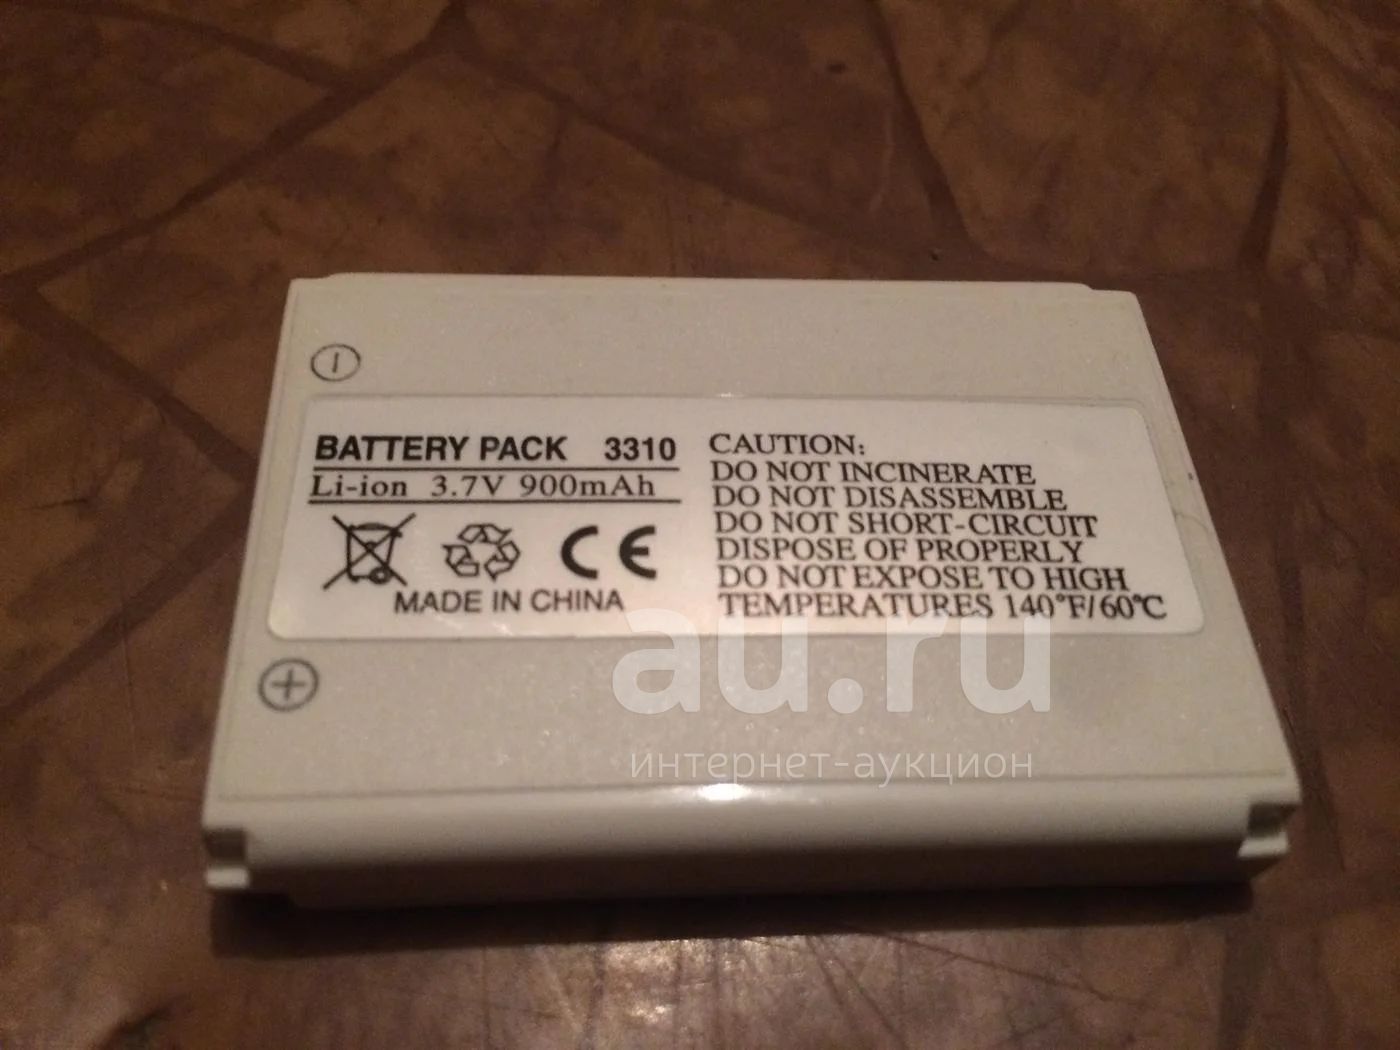 BATTERY PACK 3310
Li-ion 3.7V 900mAh
CE
MADE IN CHINA
CAUTION:
DO NOT INCINERATE
DO NOT DISASSEMBLE
DO NOT SHORT-CIRCUIT
DISPOSE OF PROPERLY
DO NOT EXPOSE TO HIGH
TEMPERATURES 140°F/60°C
au.ru
интернет-аукцион